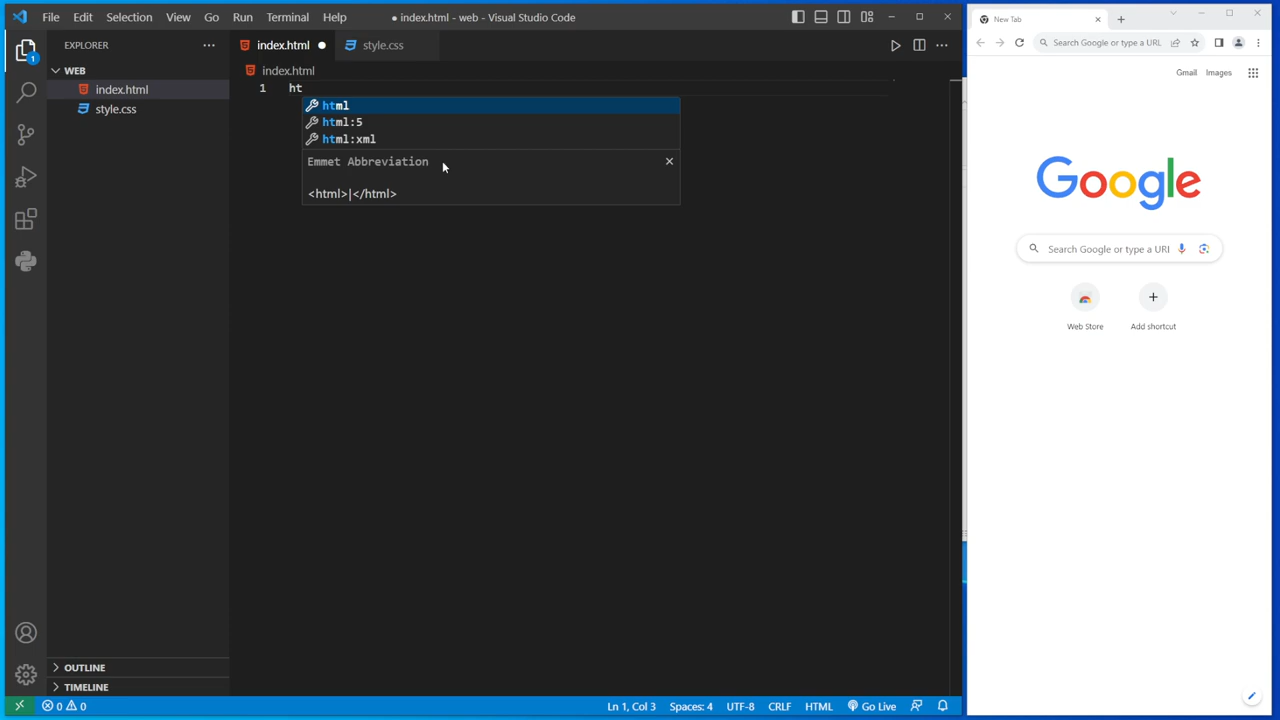 File Edit Selection View Go Run Terminal Help
● index.html - web - Visual Studio Code
EXPLORER
WEB
index.html
style.css
index.html
style.css
index.html
1 ht
html
html:5
html:xml
Emmet Abbreviation
<html>|</html>
1
OUTLINE
TIMELINE
0 0
Ln 1, Col 3 Spaces: 4 UTF-8 CRLF HTML Go Live
New Tab
Search Google or type a URL
Gmail Images
Google
Search Google or type a URI
Web Store
Add shortcut